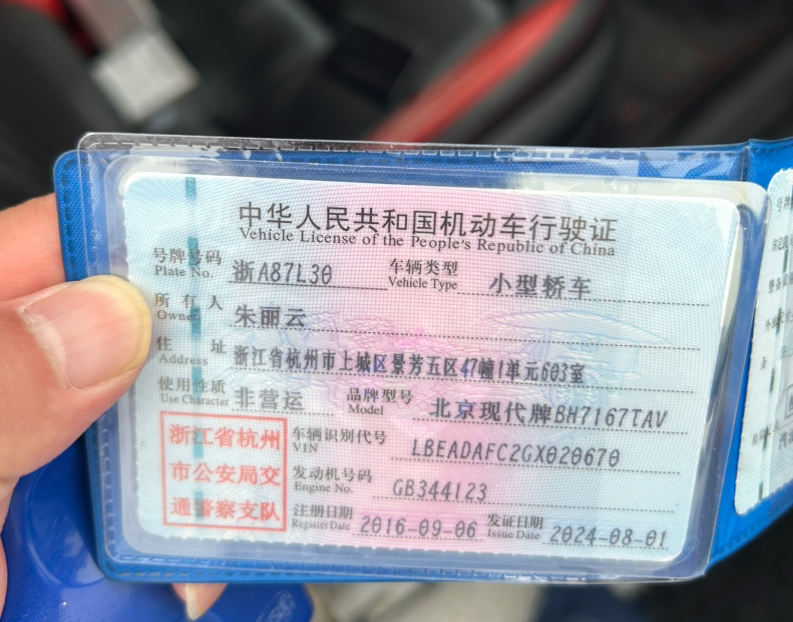 中华人民共和国机动车行驶证
Vehicle License of the People's Republic of China
号牌号码 浙A87L30 车辆类型 小型轿车
Plate No. Vehicle Type
所有人 朱丽云
Owner
住址 浙江省杭州市上城区景芳五区47幢1单元603室
Address
使用性质 非营运 品牌型号 北京现代牌BH7167TAV
Use Character Model
浙江省杭州
市公安局交
通警察支队
车辆识别代号 LBEADAFC2GX020670
VIN
发动机号码 GB344123
Engine No.
注册日期 2016-09-06 发证日期 2024-08-01
Register Date Issue Date